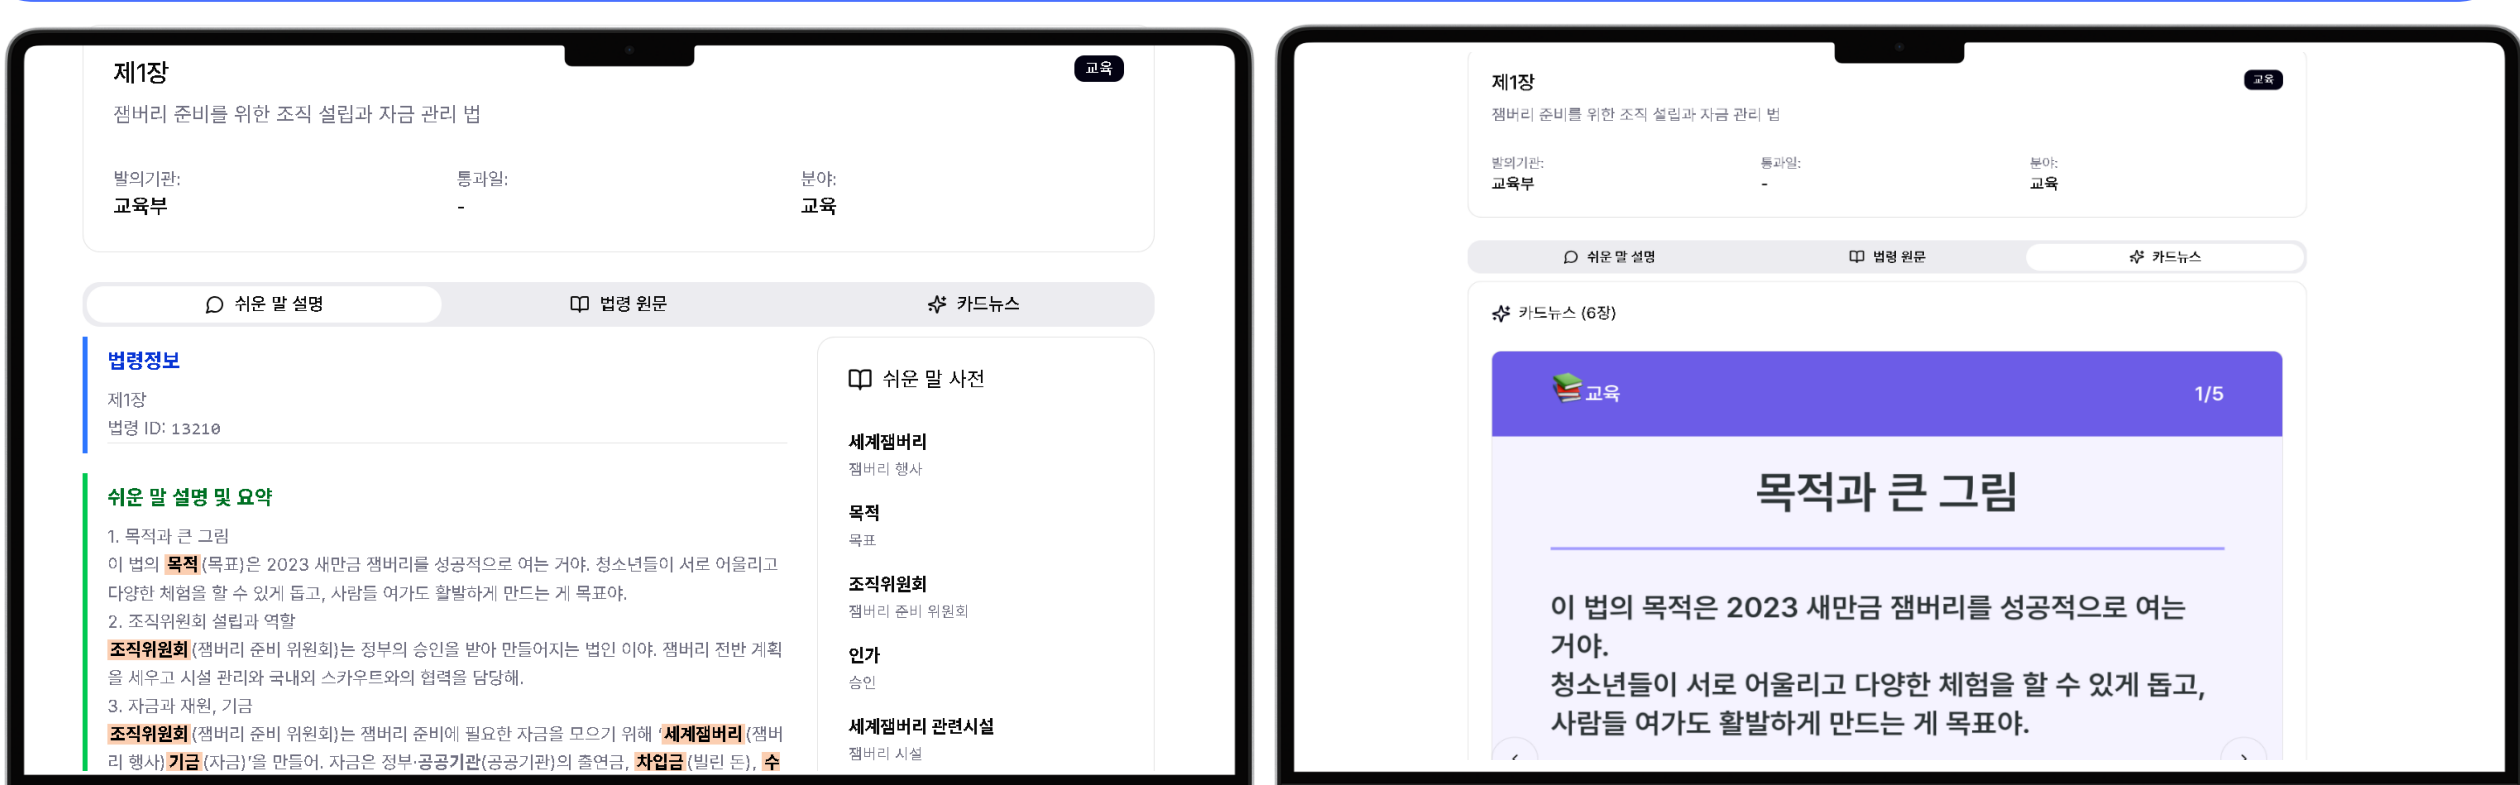 제1장
교육
잼버리 준비를 위한 조직 설립과 자금 관리 법
발의기관:
교육부
통과일:
-
분야:
교육
쉬운 말 설명
법령 원문
카드뉴스
법령정보
제1장
법령 ID: 13210
쉬운 말 설명 및 요약
1. 목적과 큰 그림
이 법의 목적(목표)은 2023 새만금 잼버리를 성공적으로 여는 거야. 청소년들이 서로 어울리고
다양한 체험을 할 수 있게 돕고, 사람들 여가도 활발하게 만드는 게 목표야.
2. 조직위원회 설립과 역할
조직위원회(잼버리 준비 위원회)는 정부의 승인을 받아 만들어지는 법인 이야. 잼버리 전반 계획
을 세우고 시설 관리와 국내외 스카우트와의 협력을 담당해.
3. 자금과 재원, 기금
조직위원회(잼버리 준비 위원회)는 잼버리 준비에 필요한 자금을 모으기 위해 '세계잼버리(잼버
리 행사)기금(자금)'을 만들어. 자금은 정부·공공기관(공공기관)의 출연금, 차입금(빌린 돈), 수
쉬운 말 사전
세계잼버리
잼버리 행사
목적
목표
조직위원회
잼버리 준비 위원회
인가
승인
세계잼버리 관련시설
잼버리 시설
제1장
교육
잼버리 준비를 위한 조직 설립과 자금 관리 법
발의기관:
교육부
통과일:
-
분야:
교육
쉬운 말 설명
법령 원문
카드뉴스
카드뉴스 (6장)
교육
1/5
목적과 큰 그림
이 법의 목적은 2023 새만금 잼버리를 성공적으로 여는
거야.
청소년들이 서로 어울리고 다양한 체험을 할 수 있게 돕고,
사람들 여가도 활발하게 만드는 게 목표야.